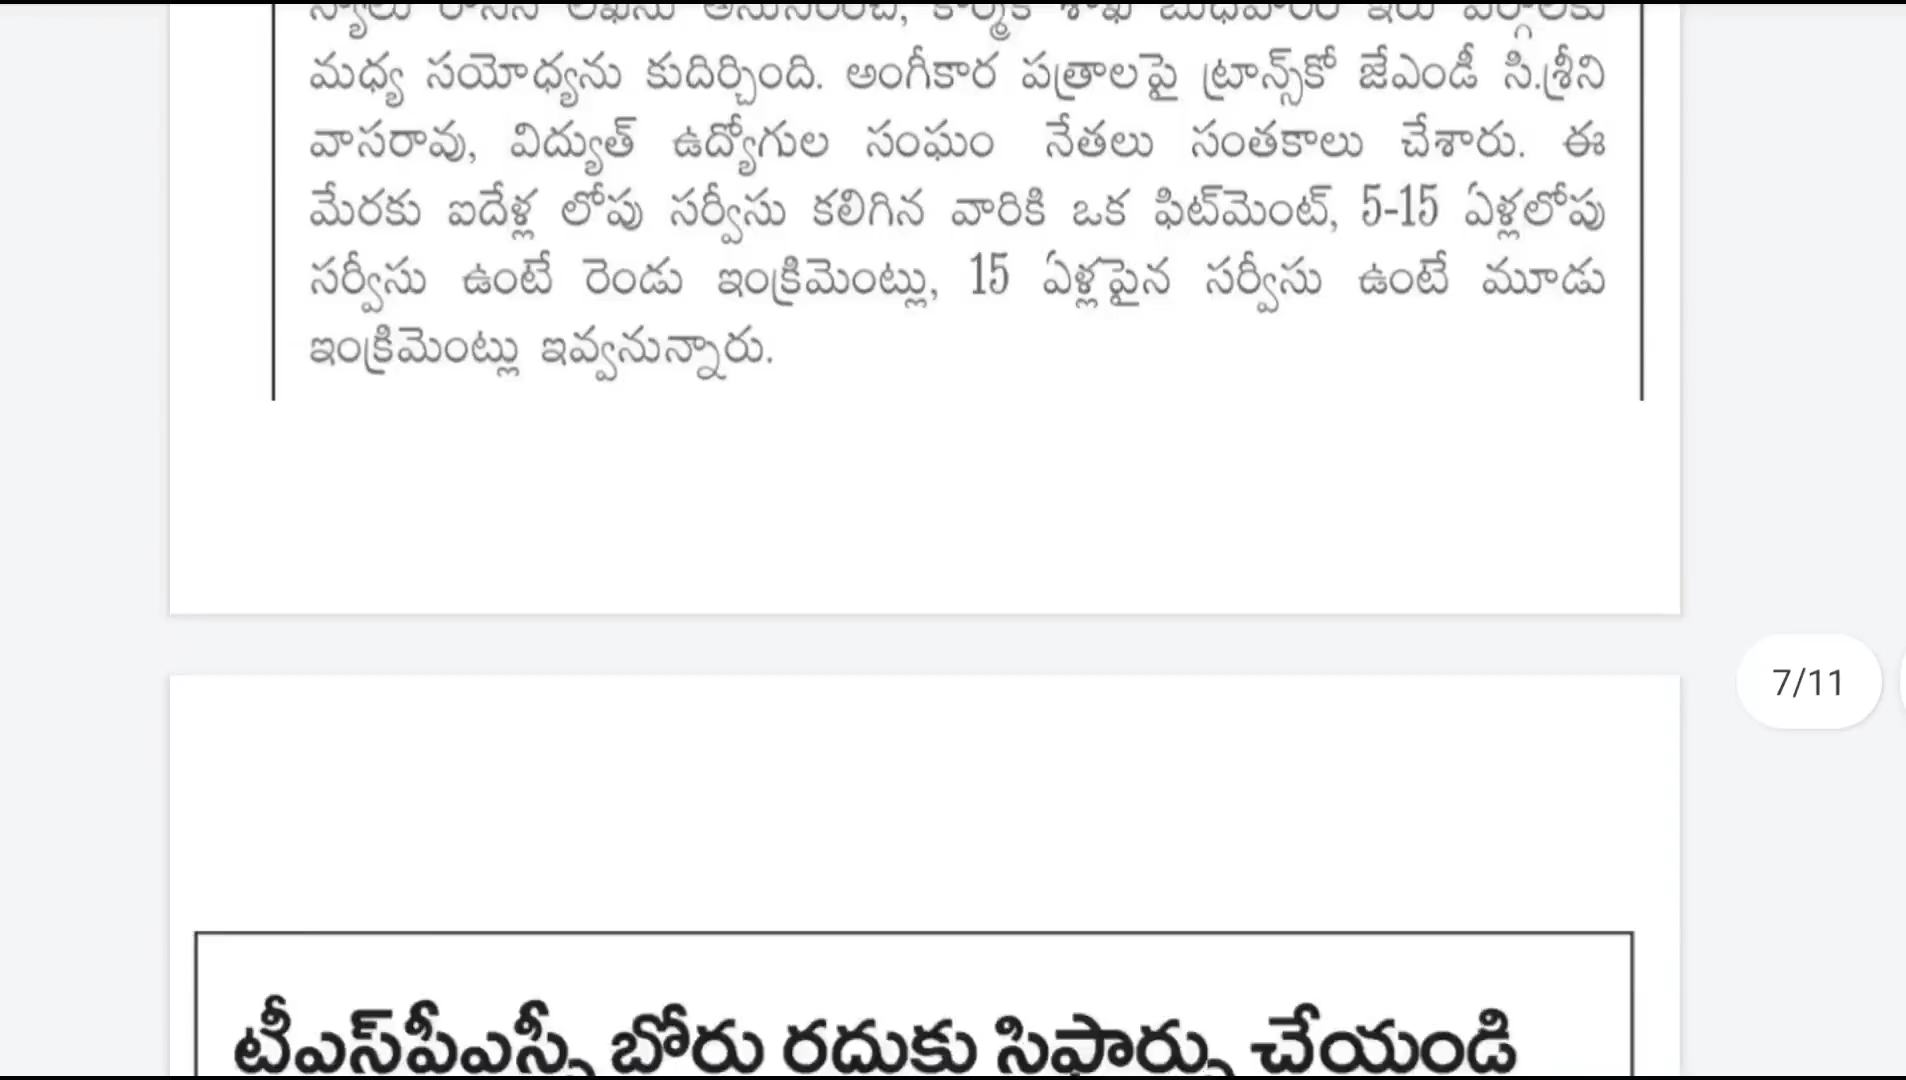 మధ్య సయోధ్యను కుదిర్చింది. అంగీకార పత్రాలపై ట్రాన్స్‌కో జేఎండీ సి.శ్రీని
వాసరావు, విద్యుత్ ఉద్యోగుల సంఘం నేతలు సంతకాలు చేశారు. ఈ
మేరకు ఐదేళ్ల లోపు సర్వీసు కలిగిన వారికి ఒక ఫిట్‌మెంట్, 5-15 ఏళ్లలోపు
సర్వీసు ఉంటే రెండు ఇంక్రిమెంట్లు, 15 ఏళ్లపైన సర్వీసు ఉంటే మూడు
ఇంక్రిమెంట్లు ఇవ్వనున్నారు.
7/11
టీఎస్‌పీఎస్సీ బోరు రదుకు సిఫారు చేయండి